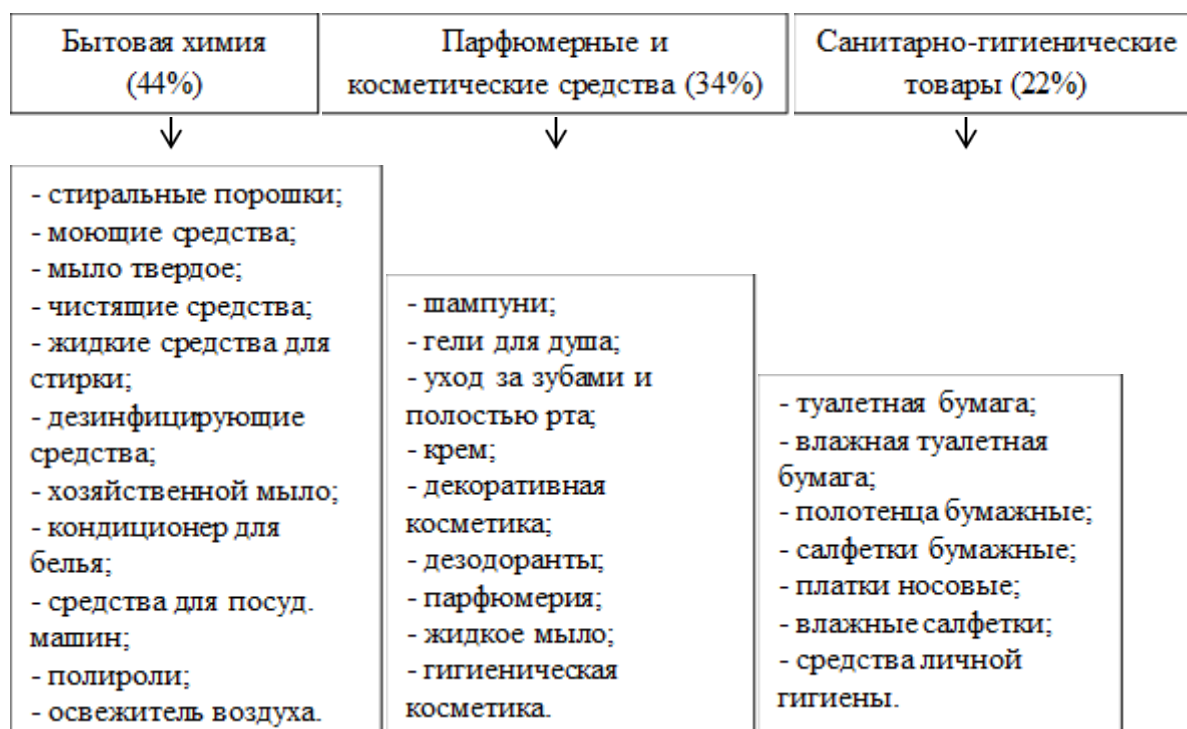 Бытовая химия
(44%)
Парфюмерные и
косметические средства (34%)
Санитарно-гигиенические
товары (22%)
- стиральные порошки;
- моющие средства;
- мыло твердое;
- чистящие средства;
- жидкие средства для
стирки;
- дезинфицирующие
средства;
- хозяйственной мыло;
- кондиционер для
белья;
- средства для посуд.
машин;
- полироли;
- освежитель воздуха.
- шампуни;
- гели для душа;
- уход за зубами и
полостью рта;
- крем;
- декоративная
косметика;
- дезодоранты;
- парфюмерия;
- жидкое мыло;
- гигиеническая
косметика.
- туалетная бумага;
- влажная туалетная
бумага;
- полотенца бумажные;
- салфетки бумажные;
- платки носовые;
- влажные салфетки;
- средства личной
гигиены.